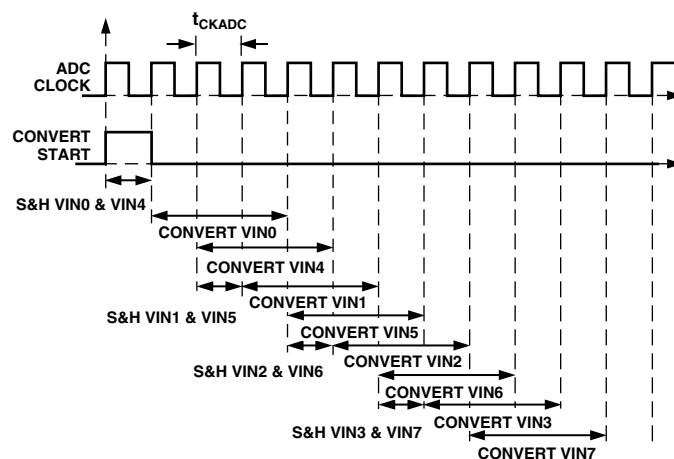 tCKADC
ADC
CLOCK
CONVERT
START
S&H VIN0 & VIN4
CONVERT VIN0
CONVERT VIN4
S&H VIN1 & VIN5
CONVERT VIN1
CONVERT VIN5
S&H VIN2 & VIN6
CONVERT VIN2
CONVERT VIN6
S&H VIN3 & VIN7
CONVERT VIN3
CONVERT VIN7